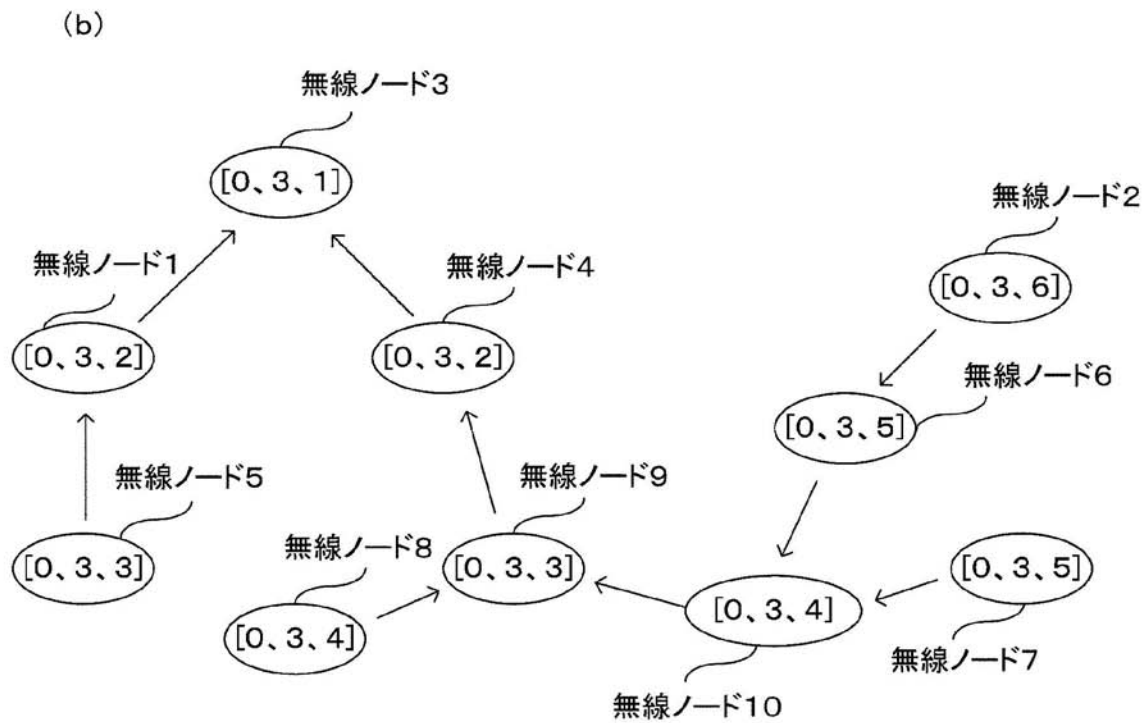 (b)
無線ノード3
[0、3、1]
無線ノード2
[0、3、6]
無線ノード1
無線ノード4
[0、3、2]
[0、3、2]
無線ノード6
[0、3、5]
無線ノード5
無線ノード9
[0、3、3]
無線ノード8
[0、3、3]
[0、3、5]
[0、3、4]
[0、3、4]
無線ノード7
無線ノード10